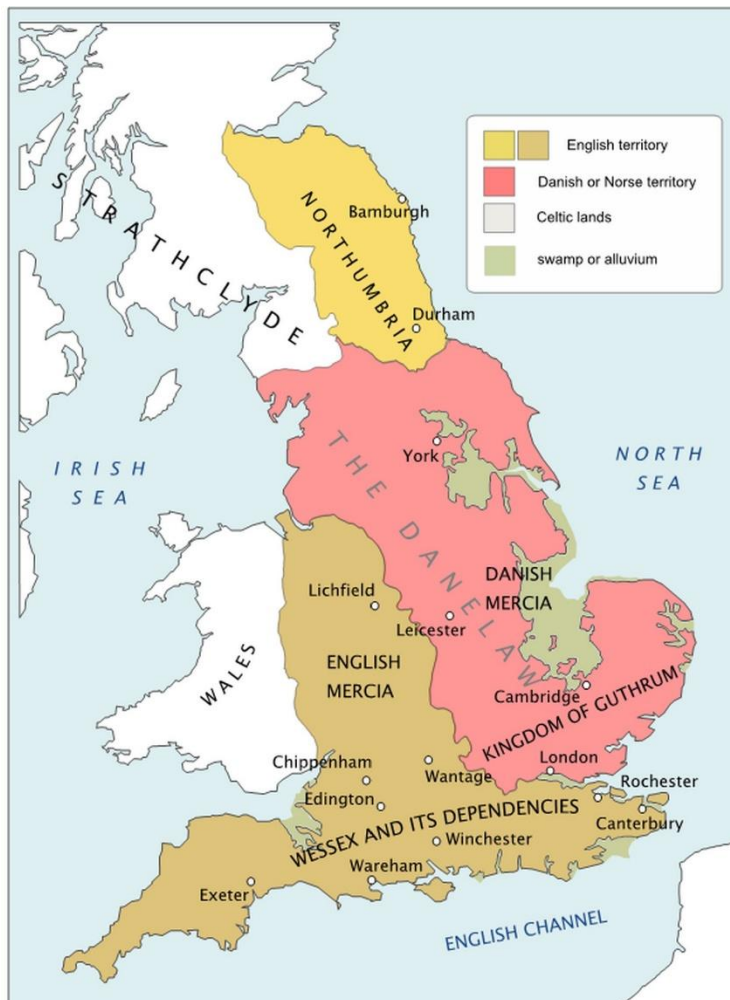 English territory
Danish or Norse territory
Celtic lands
swamp or alluvium
STRATHCLYDE
NORTHUMBRIA
Bamburgh
Durham
IRISH
SEA
NORTH
SEA
York
THE DANELAW
DANISH
MERCIA
Lichfield
Leicester
ENGLISH
MERCIA
WALES
Cambridge
KINGDOM OF GUTHRUM
Chippenham
London
Wantage
Rochester
Edington
Canterbury
WESSEX AND ITS DEPENDENCIES
Winchester
Wareham
Exeter
ENGLISH CHANNEL